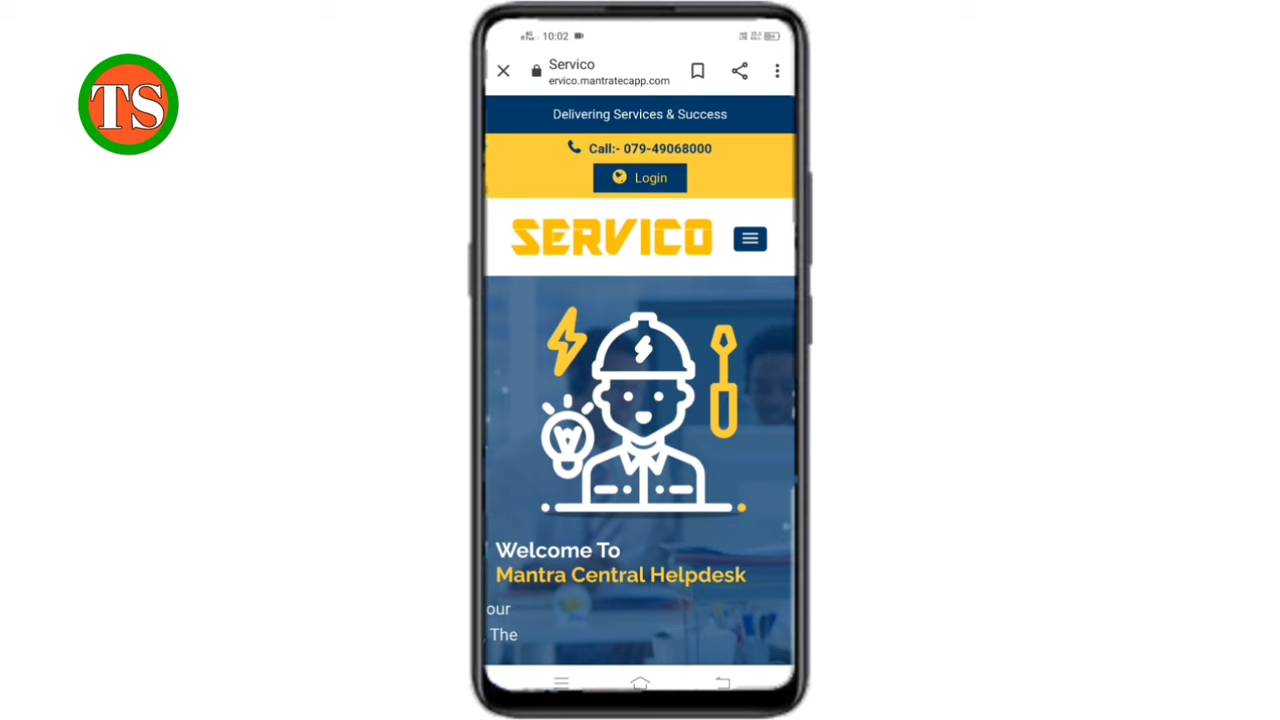 TS
10:02
Servico
ervico.mantratecapp.com
Delivering Services & Success
Call:- 079-49068000
Login
SERVICO
Welcome To
Mantra Central Helpdesk
our
The